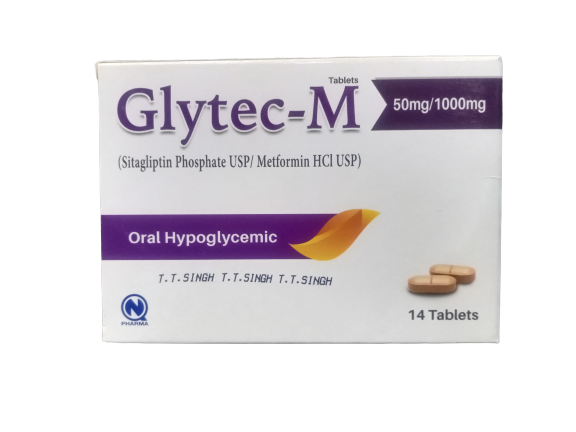 Tablets
Glytec-M
50mg/1000mg
(Sitagliptin Phosphate USP/ Metformin HCl USP)
Oral Hypoglycemic
T.T.SINGH T.T.SINGH T.T.SINGH
N
PHARMA
14 Tablets